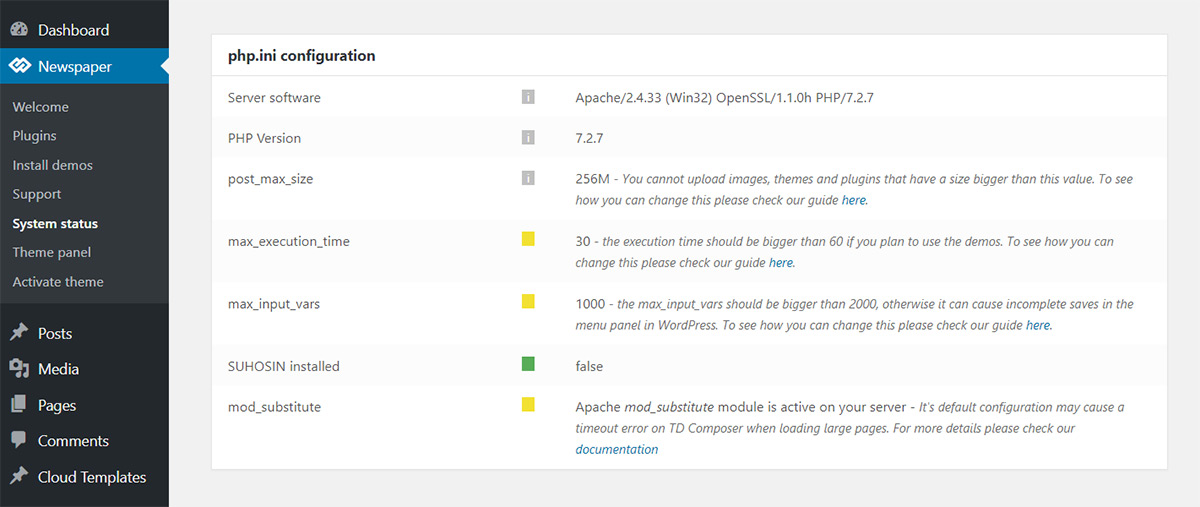 Dashboard
Newspaper
Welcome
Plugins
Install demos
Support
System status
Theme panel
Activate theme
Posts
Media
Pages
Comments
Cloud Templates
php.ini configuration
Server software i Apache/2.4.33 (Win32) OpenSSL/1.1.0h PHP/7.2.7
PHP Version i 7.2.7
post_max_size i 256M - You cannot upload images, themes and plugins that have a size bigger than this value. To see
how you can change this please check our guide here.
max_execution_time 30 - the execution time should be bigger than 60 if you plan to use the demos. To see how you can
change this please check our guide here.
max_input_vars 1000 - the max_input_vars should be bigger than 2000, otherwise it can cause incomplete saves in the
menu panel in WordPress. To see how you can change this please check our guide here.
SUHOSIN installed false
mod_substitute Apache mod_substitute module is active on your server - It's default configuration may cause a
timeout error on TD Composer when loading large pages. For more details please check our
documentation